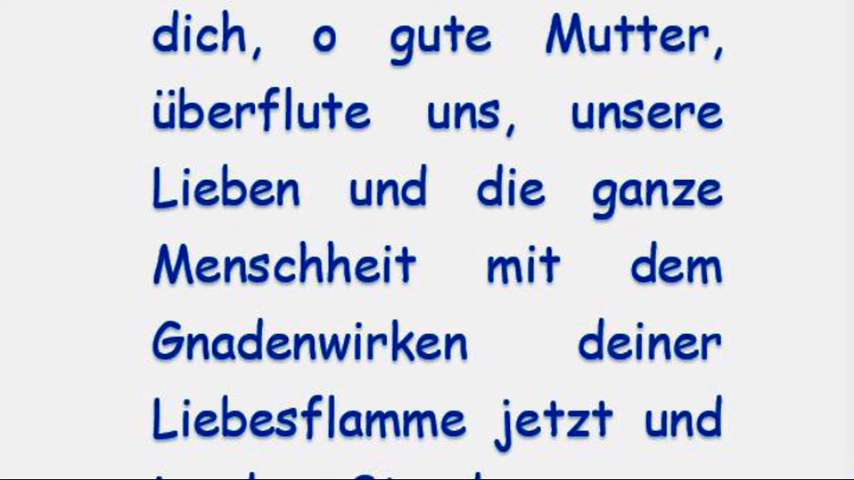 dich, o gute Mutter,
überflute uns, unsere
Lieben und die ganze
Menschheit mit dem
Gnadenwirken deiner
Liebesflamme jetzt und